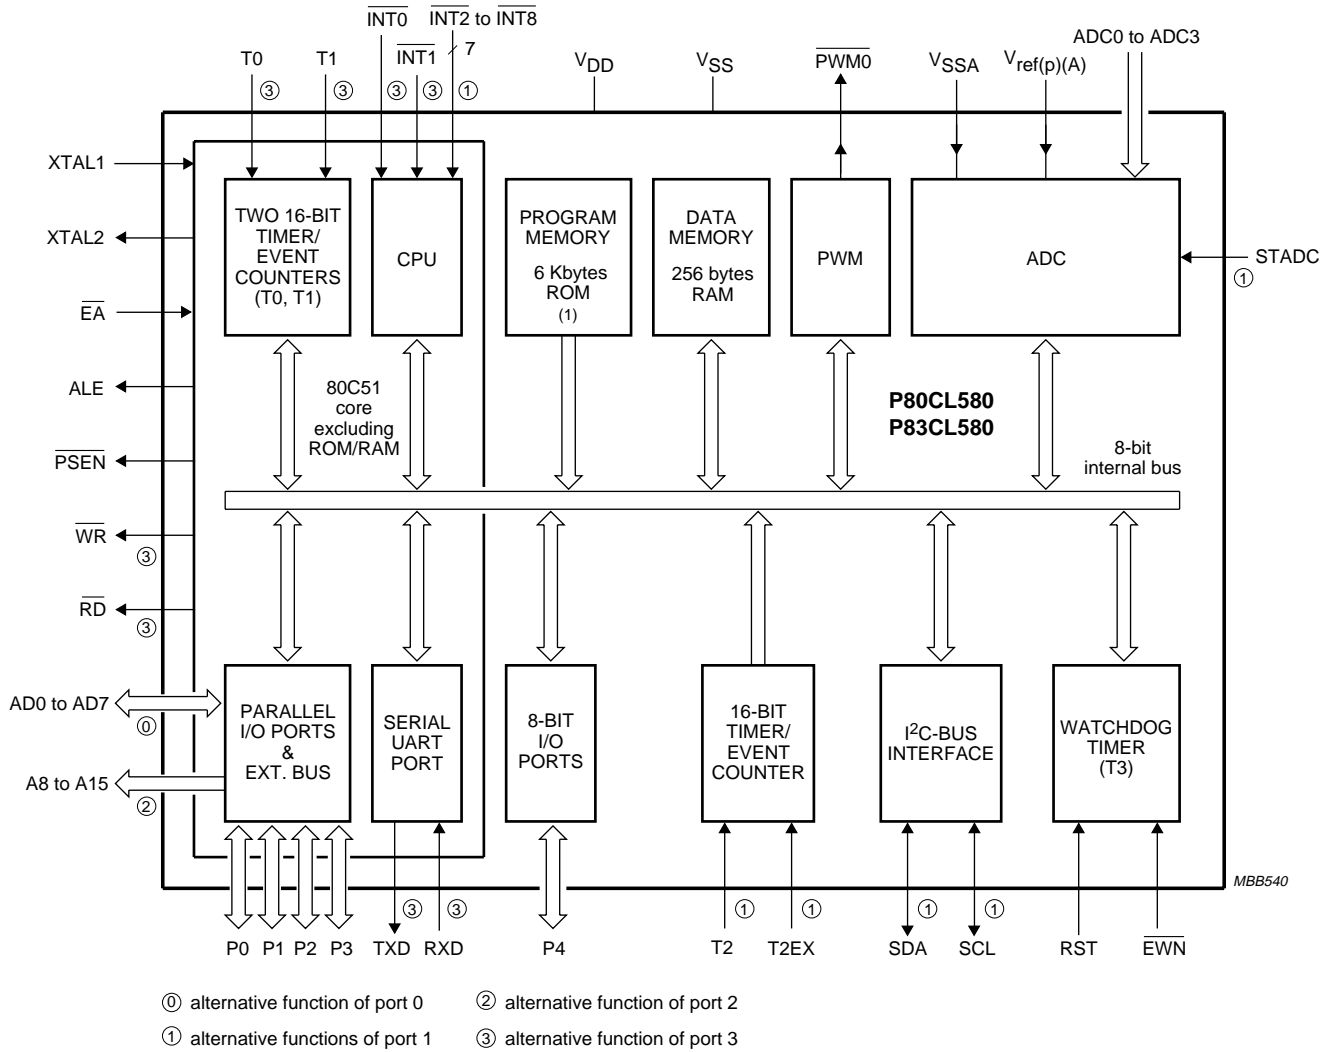 INT0 INT2 to INT8
T0 T1 INT1 7 VDD VSS PWM0 VSSA Vref(p)(A) ADC0 to ADC3
3 3 3 3 1
XTAL1
XTAL2
EA
ALE
PSEN
WR
3
RD
3
AD0 to AD7
0
A8 to A15
2
TWO 16-BIT
TIMER/
EVENT
COUNTERS
(T0, T1)
CPU
PROGRAM
MEMORY
6 Kbytes
ROM
(1)
DATA
MEMORY
256 bytes
RAM
PWM
ADC
STADC
1
80C51
core
excluding
ROM/RAM
P80CL580
P83CL580
8-bit
internal bus
PARALLEL
I/O PORTS
&
EXT. BUS
SERIAL
UART
PORT
8-BIT
I/O
PORTS
16-BIT
TIMER/
EVENT
COUNTER
I2C-BUS
INTERFACE
WATCHDOG
TIMER
(T3)
MBB540
3 3 1 1 1 1
P0 P1 P2 P3 TXD RXD P4 T2 T2EX SDA SCL RST EWN
0 alternative function of port 0
2 alternative function of port 2
1 alternative functions of port 1
3 alternative function of port 3